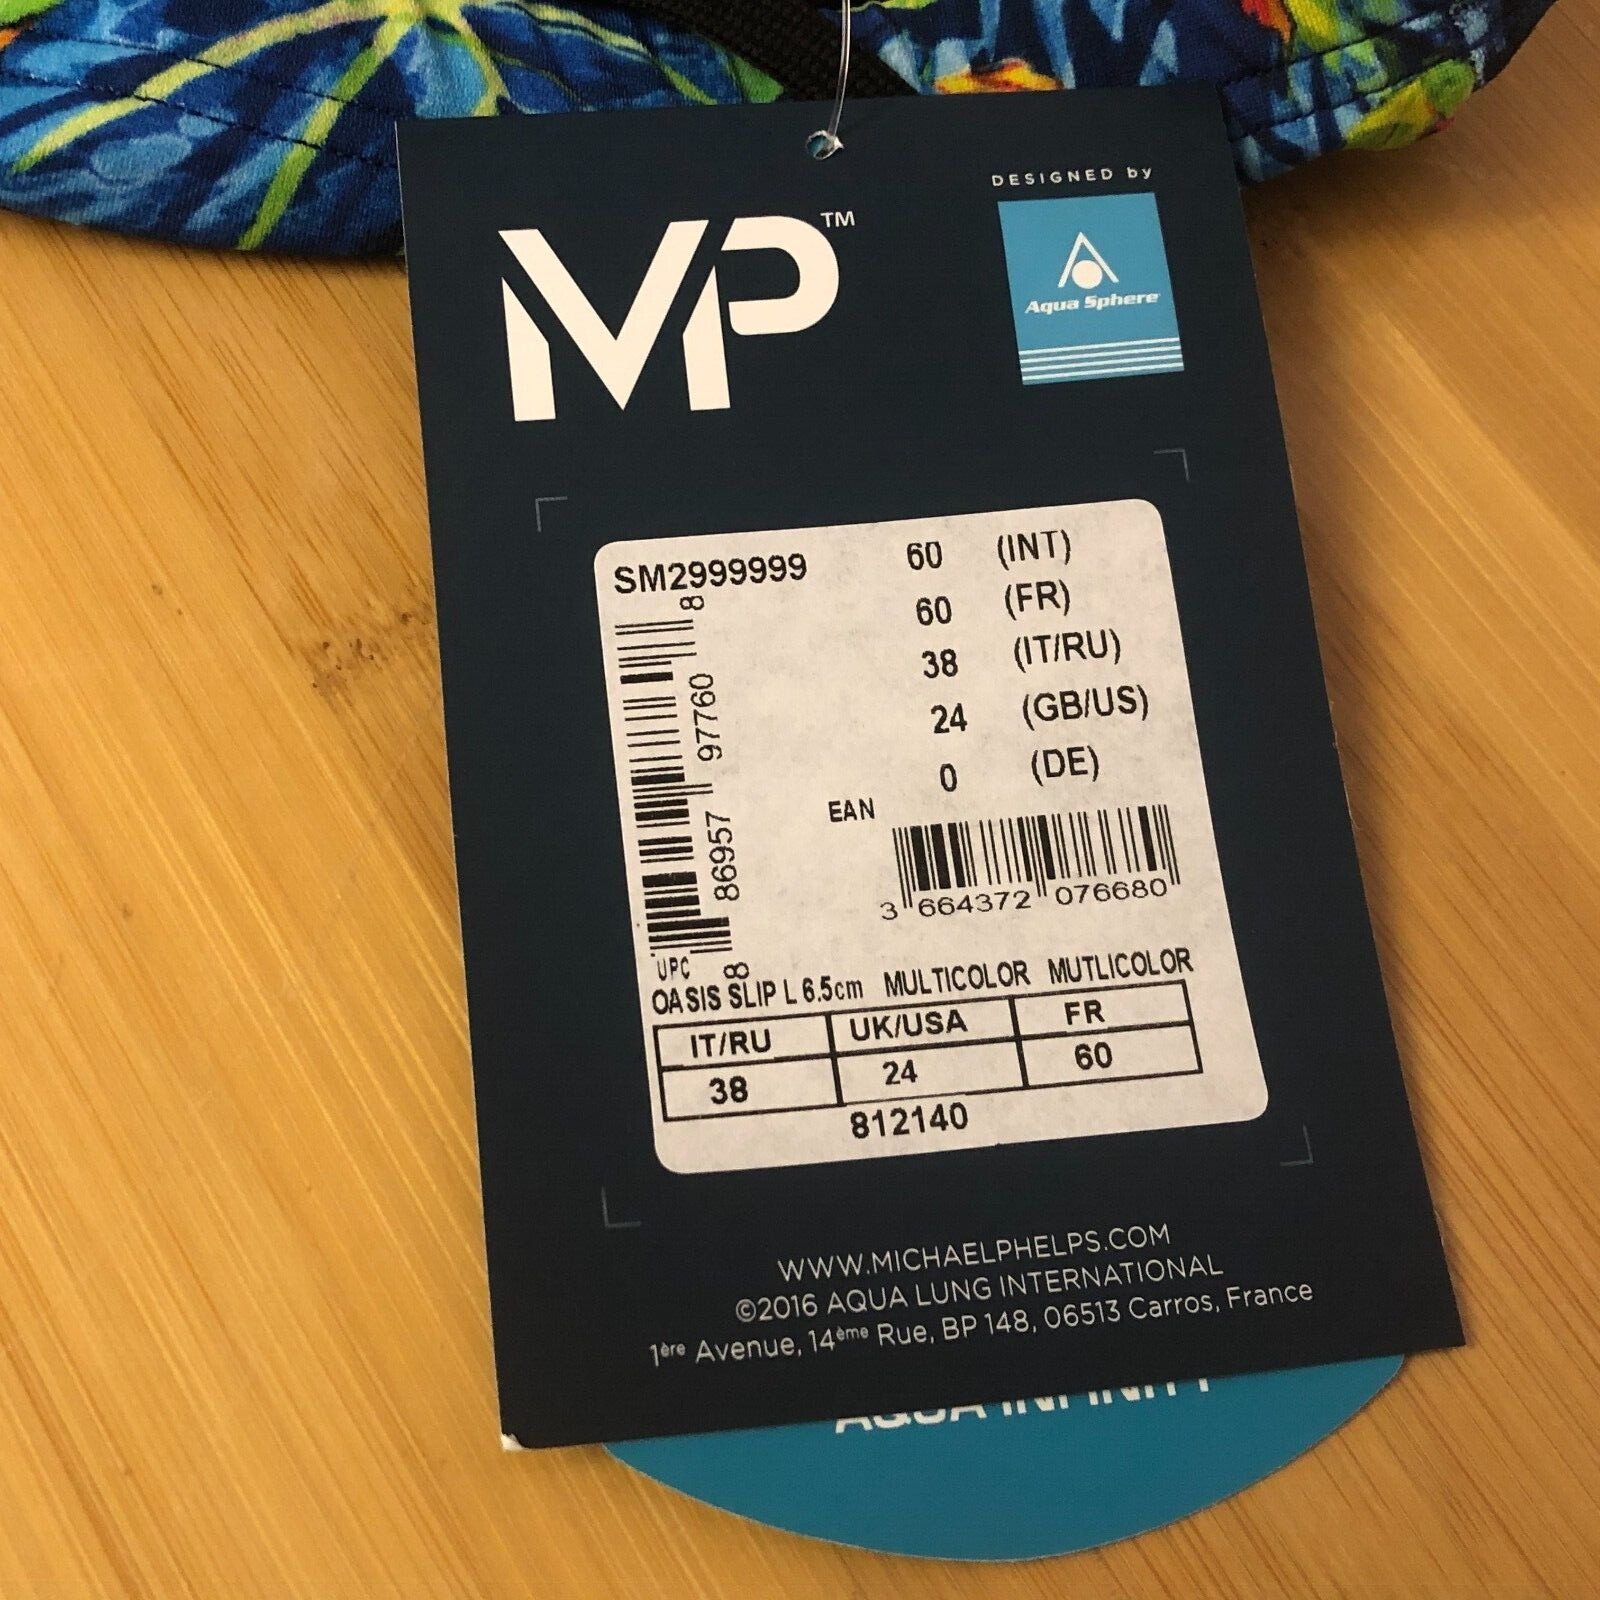 MP™
DESIGNED by
Aqua Sphere
SM2999999
60 (INT)
60 (FR)
38 (IT/RU)
24 (GB/US)
0 (DE)
8 86957 97760 8
UPC
EAN
3 664372 076680
OASIS SLIP L 6.5cm MULTICOLOR MUTLICOLOR
IT/RU UK/USA FR
38 24 60
812140
WWW.MICHAELPHELPS.COM
©2016 AQUA LUNG INTERNATIONAL
1ère Avenue, 14ème Rue, BP 148, 06513 Carros, France
AQUA INFINITY